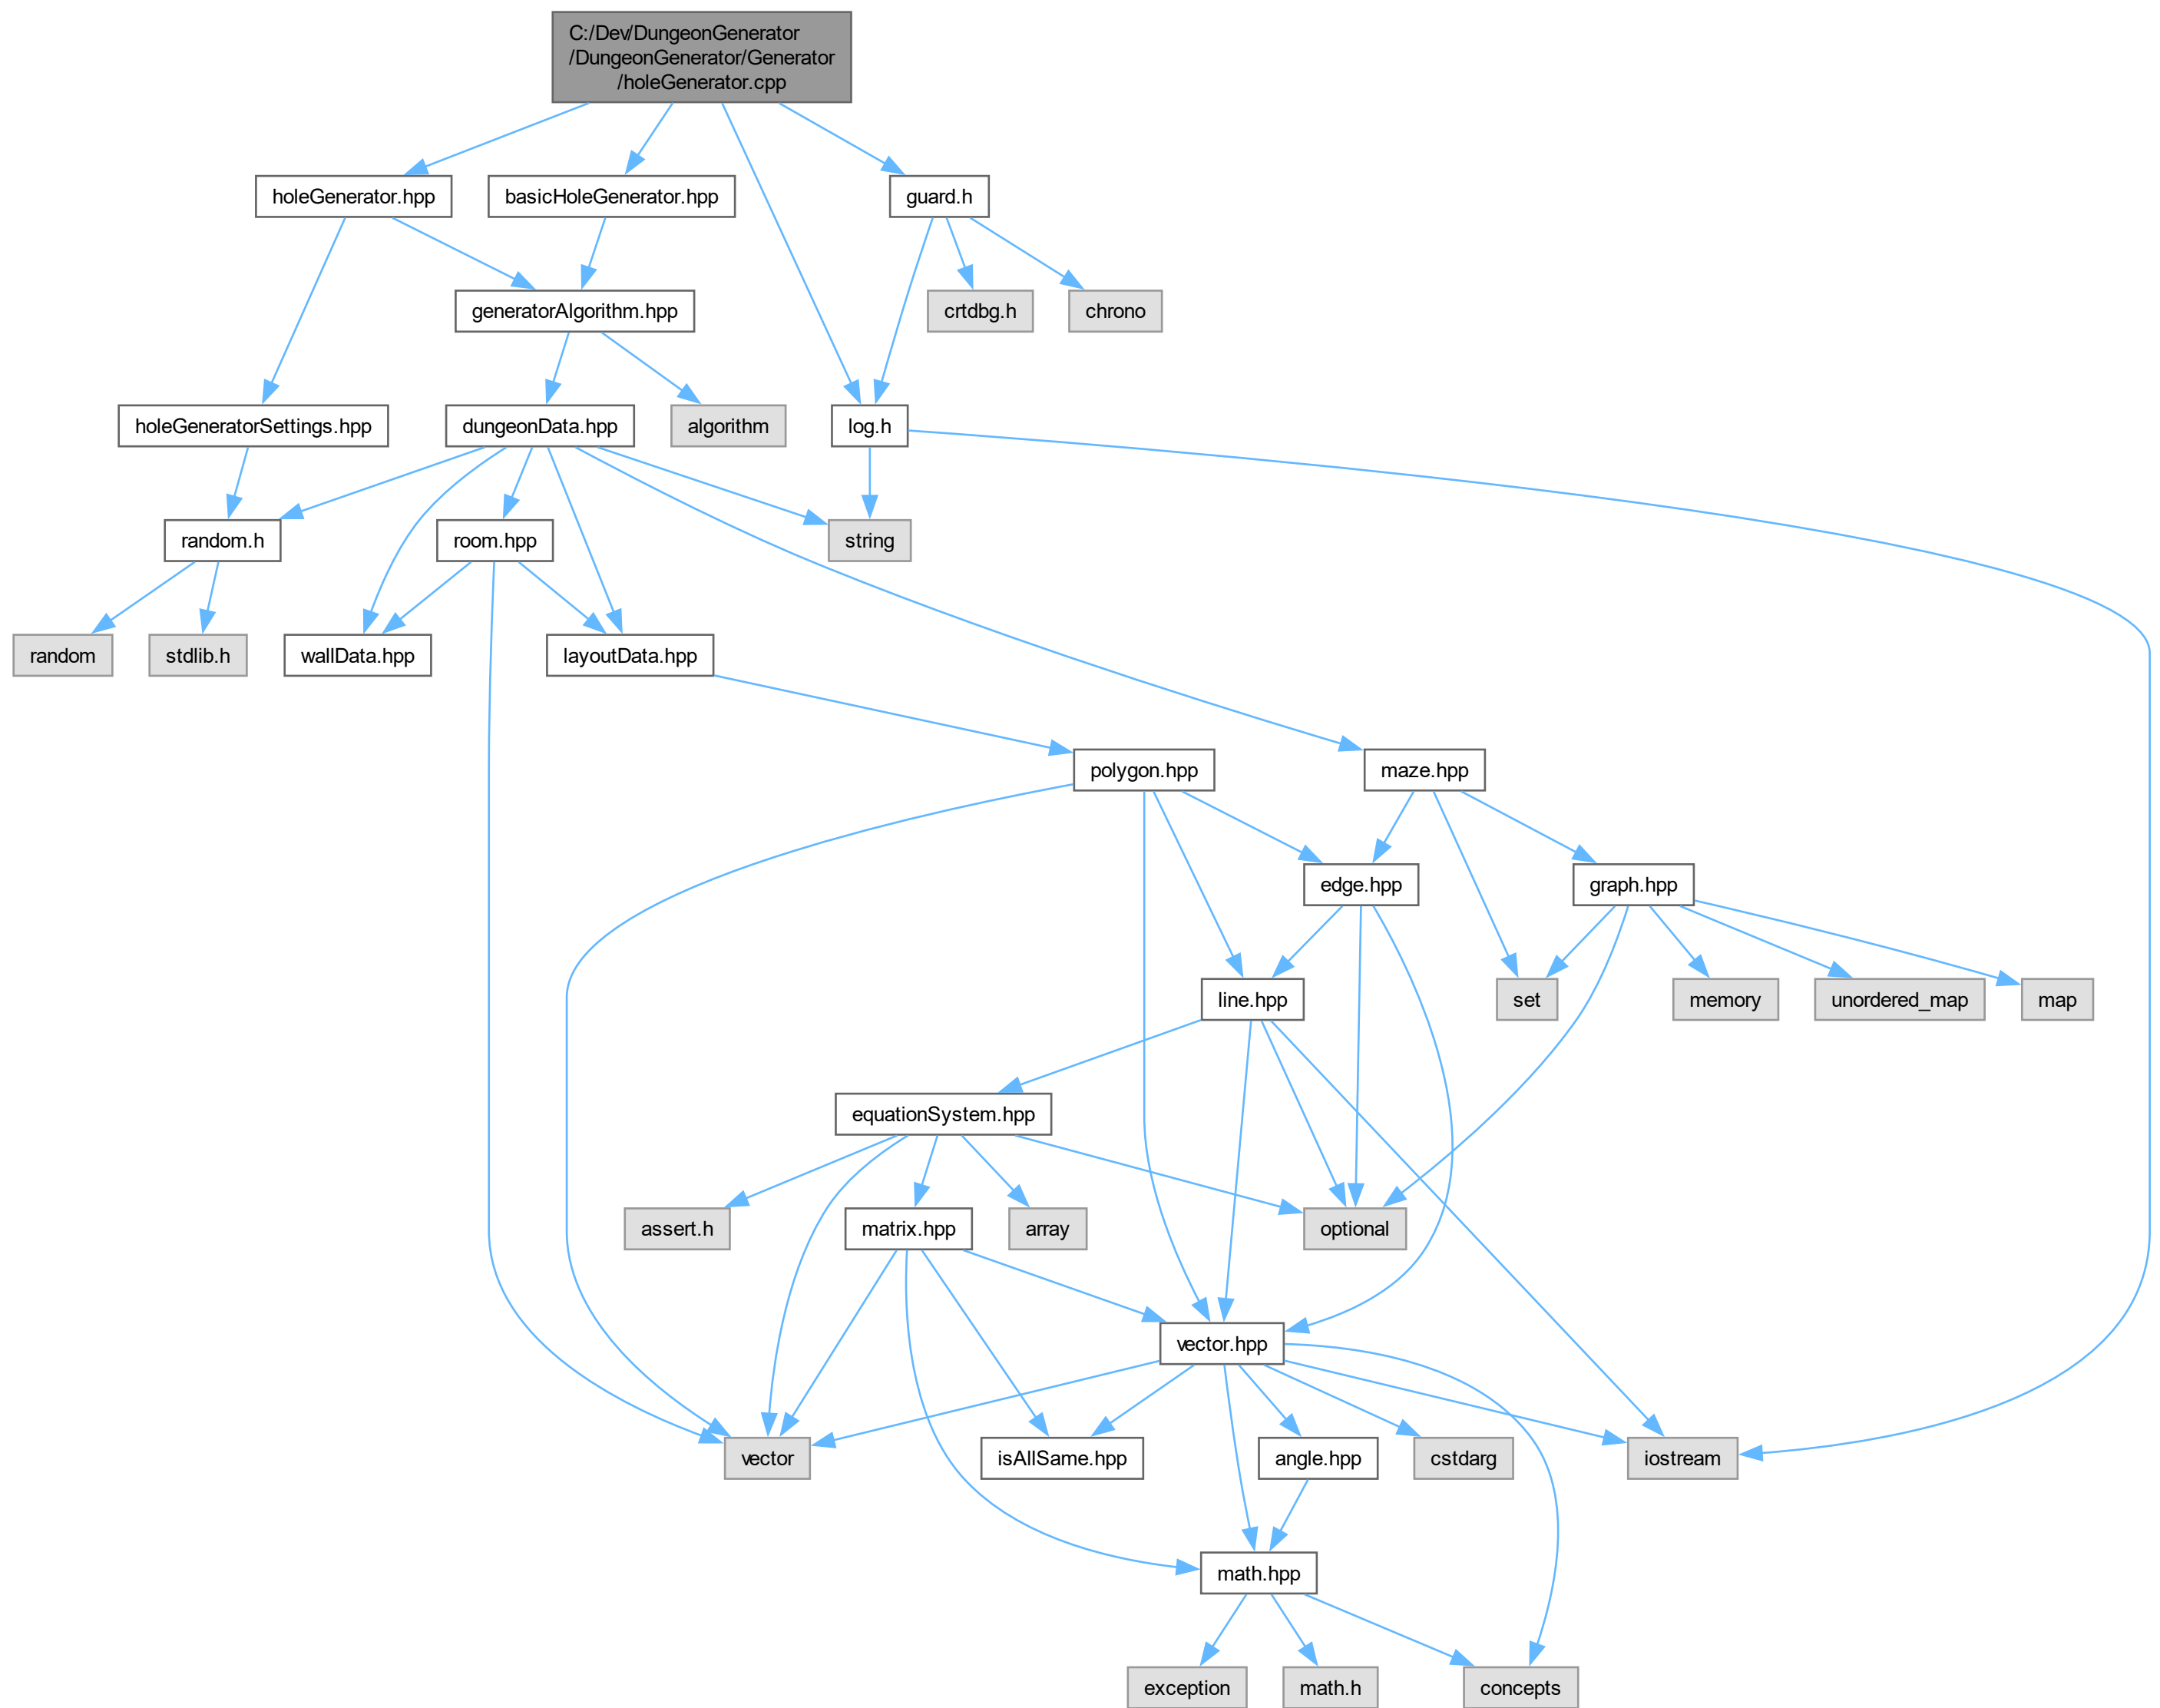 C:/Dev/DungeonGenerator
/DungeonGenerator/Generator
/holeGenerator.cpp
holeGenerator.hpp
basicHoleGenerator.hpp
guard.h
generatorAlgorithm.hpp
crtdbg.h
chrono
holeGeneratorSettings.hpp
dungeonData.hpp
algorithm
log.h
random.h
room.hpp
string
random
stdlib.h
wallData.hpp
layoutData.hpp
polygon.hpp
maze.hpp
edge.hpp
graph.hpp
line.hpp
set
memory
unordered_map
map
equationSystem.hpp
assert.h
matrix.hpp
array
optional
vector.hpp
vector
isAllSame.hpp
angle.hpp
cstdarg
iostream
math.hpp
exception
math.h
concepts